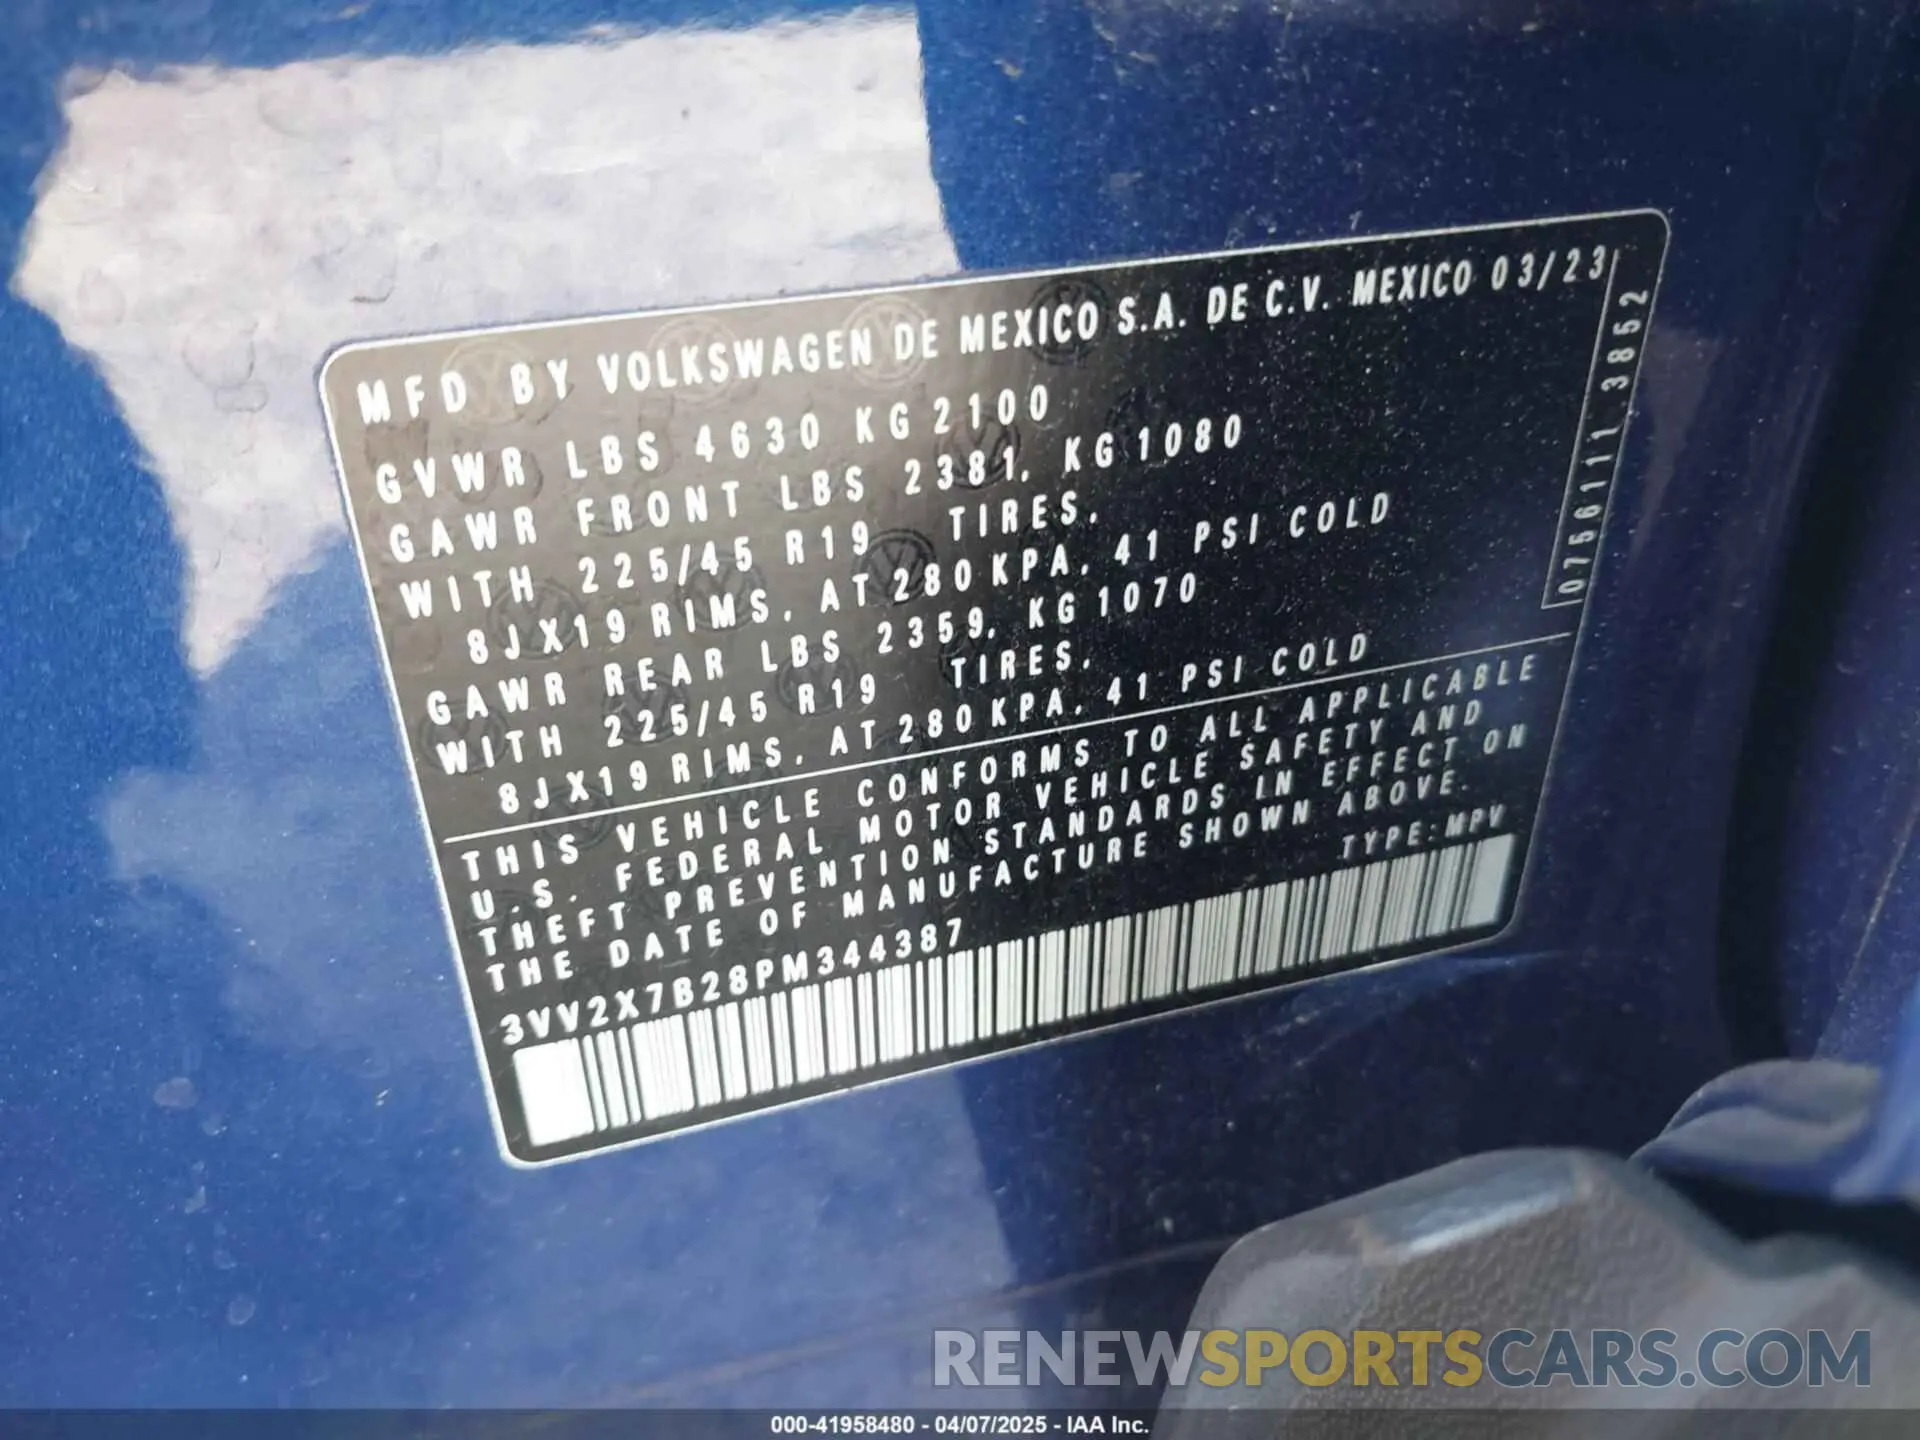 MFD BY VOLKSWAGEN DE MEXICO S.A. DE C.V. MEXICO 03/23
GVWR LBS 4630 KG 2100
GAWR FRONT LBS 2381, KG 1080
WITH 225/45 R19 TIRES,
8JX19 RIMS, AT 280 KPA, 41 PSI COLD
GAWR REAR LBS 2359, KG 1070
WITH 225/45 R19 TIRES,
8JX19 RIMS, AT 280 KPA, 41 PSI COLD
0756111 3852
THIS VEHICLE CONFORMS TO ALL APPLICABLE
U.S. FEDERAL MOTOR VEHICLE SAFETY AND
THEFT PREVENTION STANDARDS IN EFFECT ON
THE DATE OF MANUFACTURE SHOWN ABOVE.
3VV2X7B28PM344387 TYPE: MPV
RENEWSPORTSCARS.COM
000-41958480 - 04/07/2025 - IAA Inc.